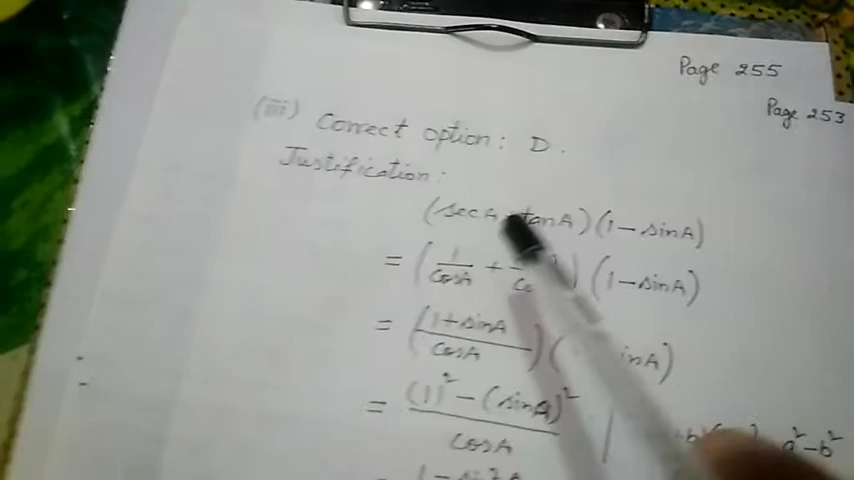 Page 255
Page 253
(iii) Correct option: D.
Justification:
(secA tanA)(1-sinA)
= (1/cosA + ) (1-sinA)
= (1+sinA/cosA)( inA)
= (1)² - (sinA)²/cosA | a²-b²